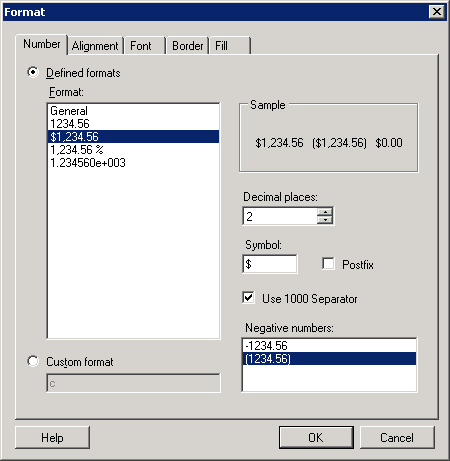 Format
Number Alignment Font Border Fill
Defined formats
Format:
General
1234.56
$1,234.56
1,234.56 %
1.234560e+003
Sample
$1,234.56 ($1,234.56) $0.00
Decimal places:
2
Symbol:
$
Postfix
Use 1000 Separator
Negative numbers:
-1234.56
(1234.56)
Custom format
c
Help OK Cancel